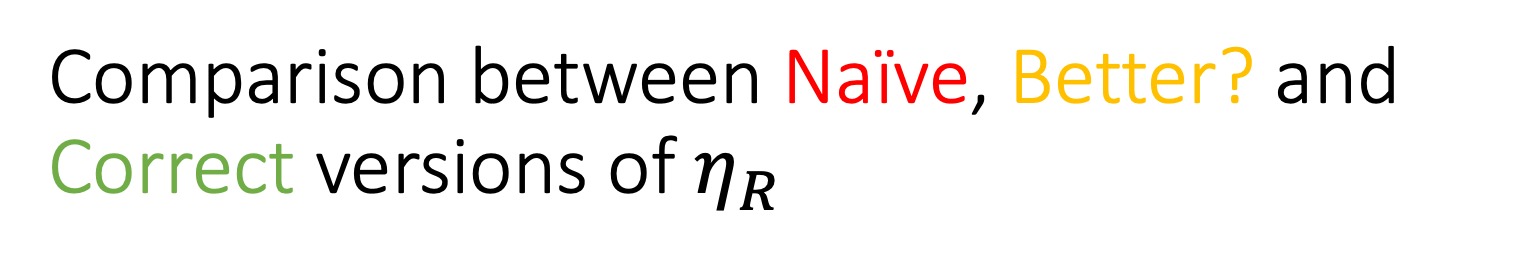 Comparison between Naïve, Better? and
Correct versions of η_R